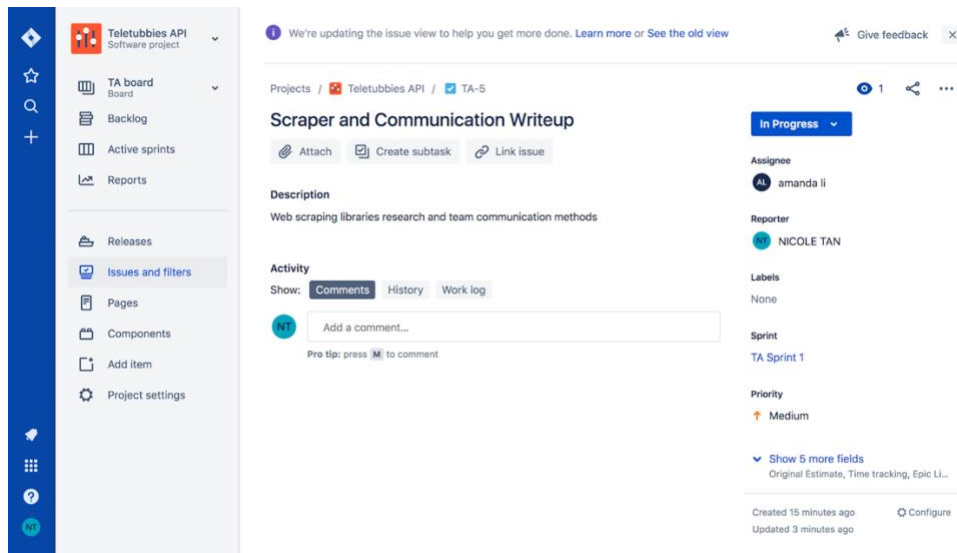 Teletubbies API
Software project
TA board
Board
Backlog
Active sprints
Reports
Releases
Issues and filters
Pages
Components
Add item
Project settings
NT
We're updating the issue view to help you get more done. Learn more or See the old view
Give feedback
Projects / Teletubbies API / TA-5
1
Scraper and Communication Writeup
Attach
Create subtask
Link issue
Description
Web scraping libraries research and team communication methods
Activity
Show: Comments History Work log
NT
Add a comment...
Pro tip: press M to comment
In Progress
Assignee
AL amanda li
Reporter
NT NICOLE TAN
Labels
None
Sprint
TA Sprint 1
Priority
Medium
Show 5 more fields
Original Estimate, Time tracking, Epic Li...
Created 15 minutes ago
Configure
Updated 3 minutes ago